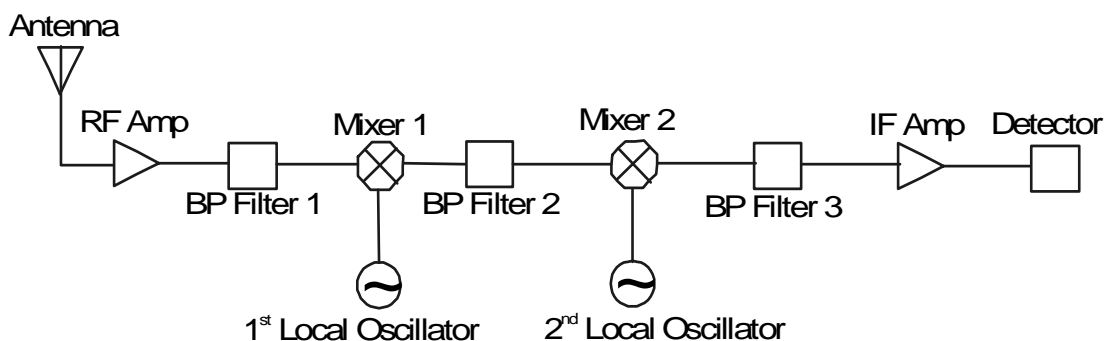 Antenna
RF Amp
Mixer 1
Mixer 2
IF Amp
Detector
BP Filter 1
BP Filter 2
BP Filter 3
1st Local Oscillator
2nd Local Oscillator